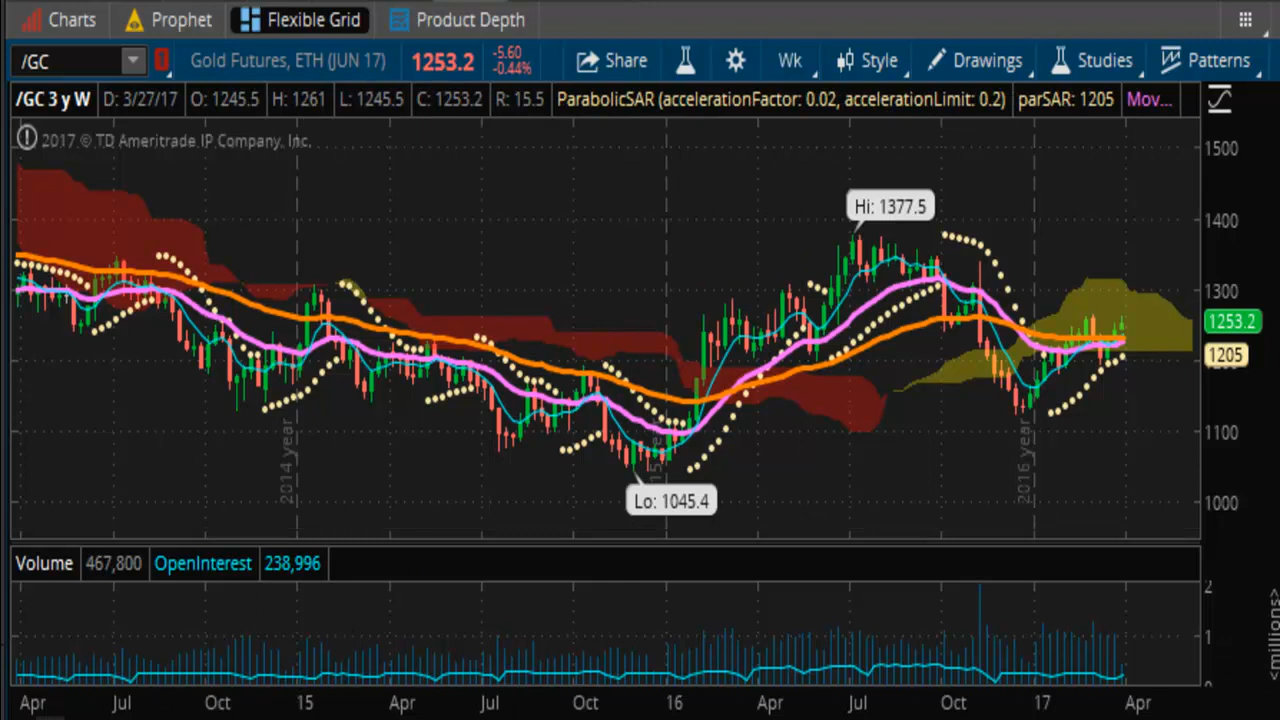 Charts Prophet Flexible Grid Product Depth
/GC Gold Futures, ETH (JUN 17) 1253.2 -5.60 -0.44% Share Wk Style Drawings Studies Patterns
/GC 3 y W D: 3/27/17 O: 1245.5 H: 1261 L: 1245.5 C: 1253.2 R: 15.5 ParabolicSAR (accelerationFactor: 0.02, accelerationLimit: 0.2) parSAR: 1205 Mov...
2017 © TD Ameritrade IP Company, Inc.
1500
Hi: 1377.5
1400
1300
1253.2
1205
1100
2014 year
2016 year
Lo: 1045.4
1000
Volume 467,800 OpenInterest 238,996
2
1
0
<millions>
Apr Jul Oct 15 Apr Jul Oct 16 Apr Jul Oct 17 Apr